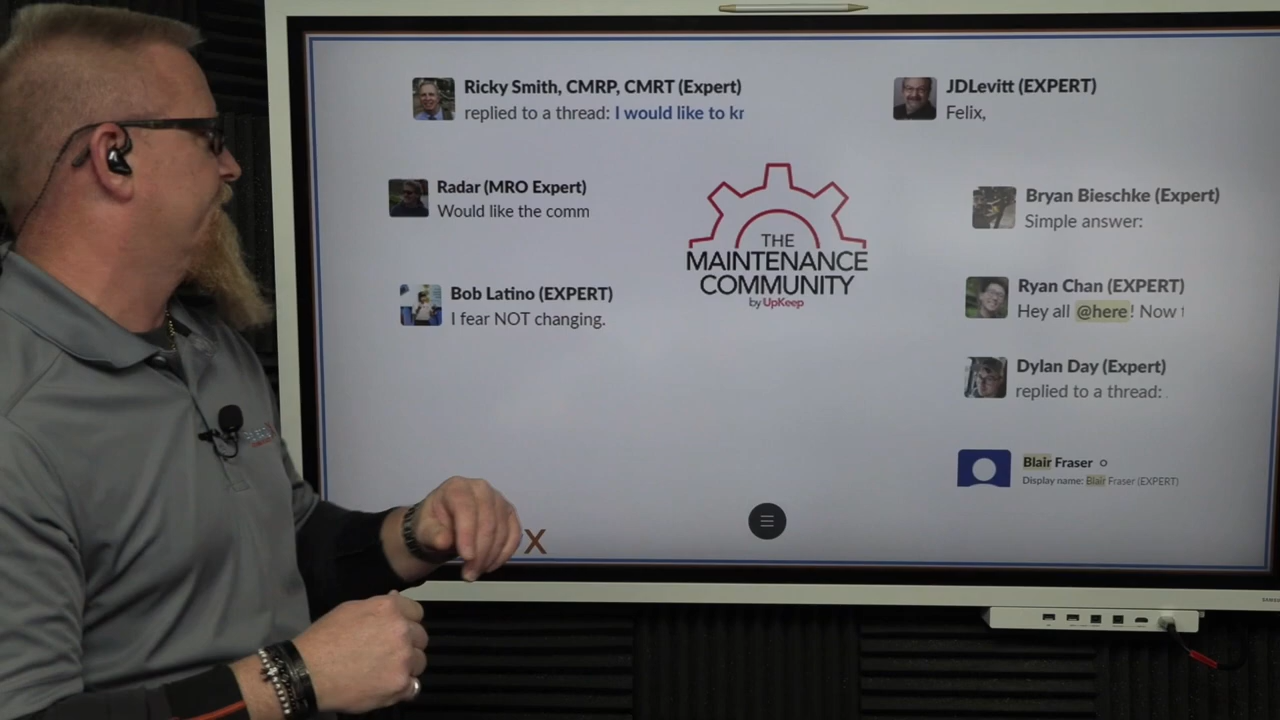 Ricky Smith, CMRP, CMRT (Expert)
replied to a thread: I would like to kr
JDLevitt (EXPERT)
Felix,
Radar (MRO Expert)
Would like the comm
Bryan Bieschke (Expert)
Simple answer:
THE
MAINTENANCE
COMMUNITY
by UpKeep
Bob Latino (EXPERT)
I fear NOT changing.
Ryan Chan (EXPERT)
Hey all @here! Now
Dylan Day (Expert)
replied to a thread:
Blair Fraser
Display name: Blair Fraser (EXPERT)
X